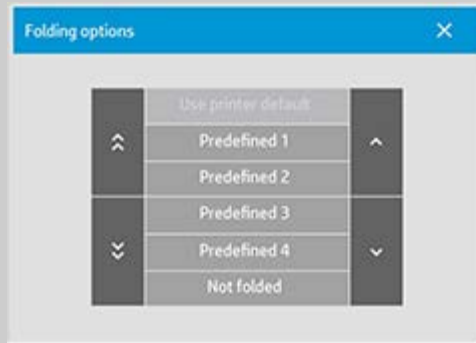 Folding options
Use printer default
Predefined 1
Predefined 2
Predefined 3
Predefined 4
Not folded